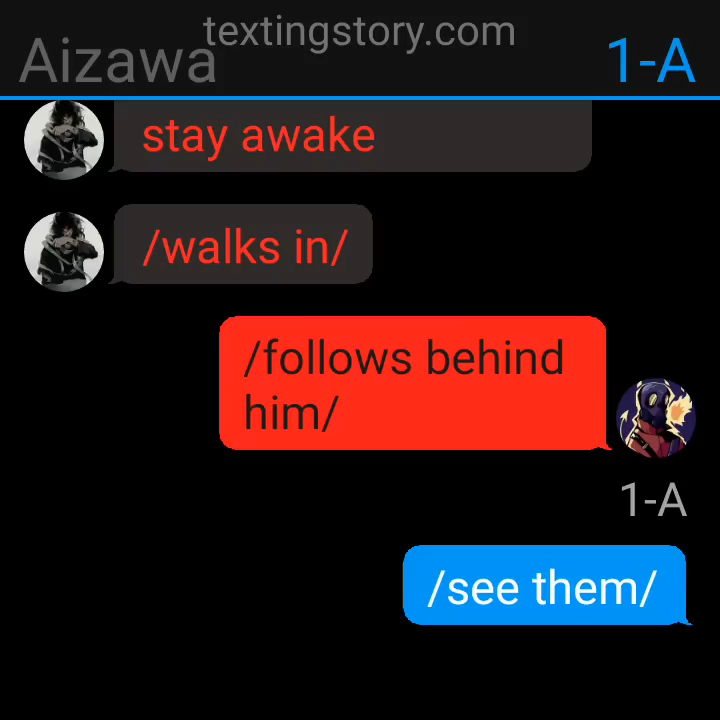 textingstory.com
Aizawa
1-A
stay awake
/walks in/
/follows behind
him/
1-A
/see them/